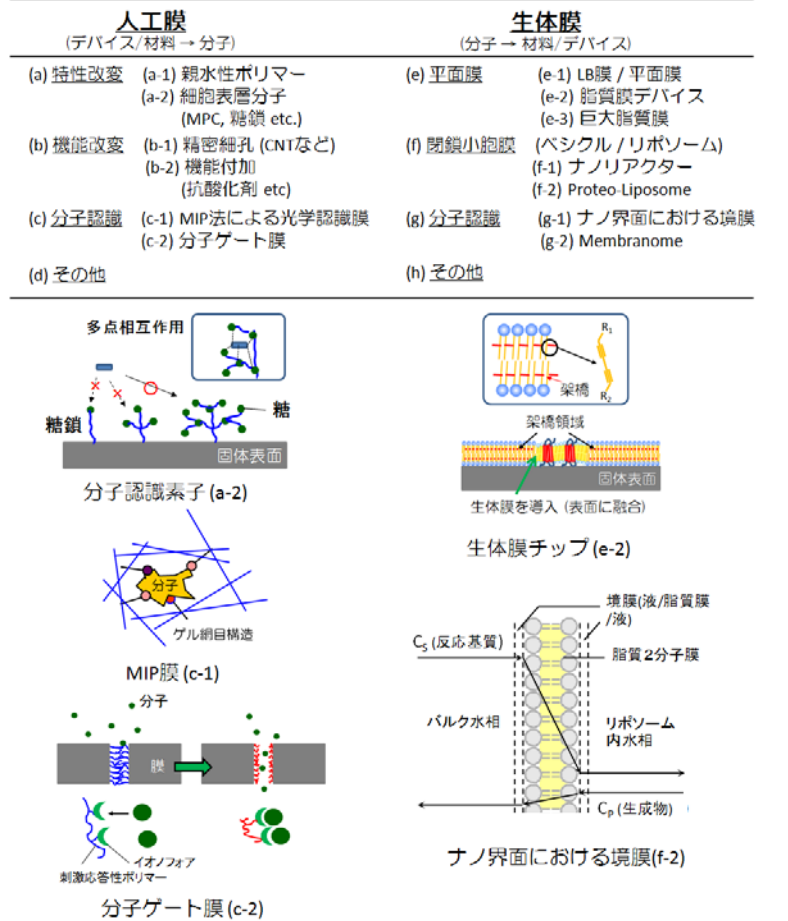 人工膜
(デバイス/材料 → 分子)
(a) 特性改変 (a-1) 親水性ポリマー
(a-2) 細胞表層分子
(MPC, 糖鎖 etc.)
(b) 機能改変 (b-1) 精密細孔 (CNTなど)
(b-2) 機能付加
(抗酸化剤 etc)
(c) 分子認識 (c-1) MIP法による光学認識膜
(c-2) 分子ゲート膜
(d) その他
生体膜
(分子 → 材料/デバイス)
(e) 平面膜 (e-1) LB膜 / 平面膜
(e-2) 脂質膜デバイス
(e-3) 巨大脂質膜
(f) 閉鎖小胞膜 (ベシクル / リポソーム)
(f-1) ナノリアクター
(f-2) Proteo-Liposome
(g) 分子認識 (g-1) ナノ界面における境膜
(g-2) Membranome
(h) その他
多点相互作用
糖鎖
糖
固体表面
分子認識素子 (a-2)
分子
ゲル網目構造
MIP膜 (c-1)
分子
膜
イオノフォア
刺激応答性ポリマー
分子ゲート膜 (c-2)
R1
架橋
R2
架橋領域
固体表面
生体膜を導入 (表面に融合)
生体膜チップ (e-2)
境膜(液/脂質膜
/液)
CS (反応基質)
脂質2分子膜
バルク水相
リポソーム
内水相
CP (生成物)
ナノ界面における境膜(f-2)